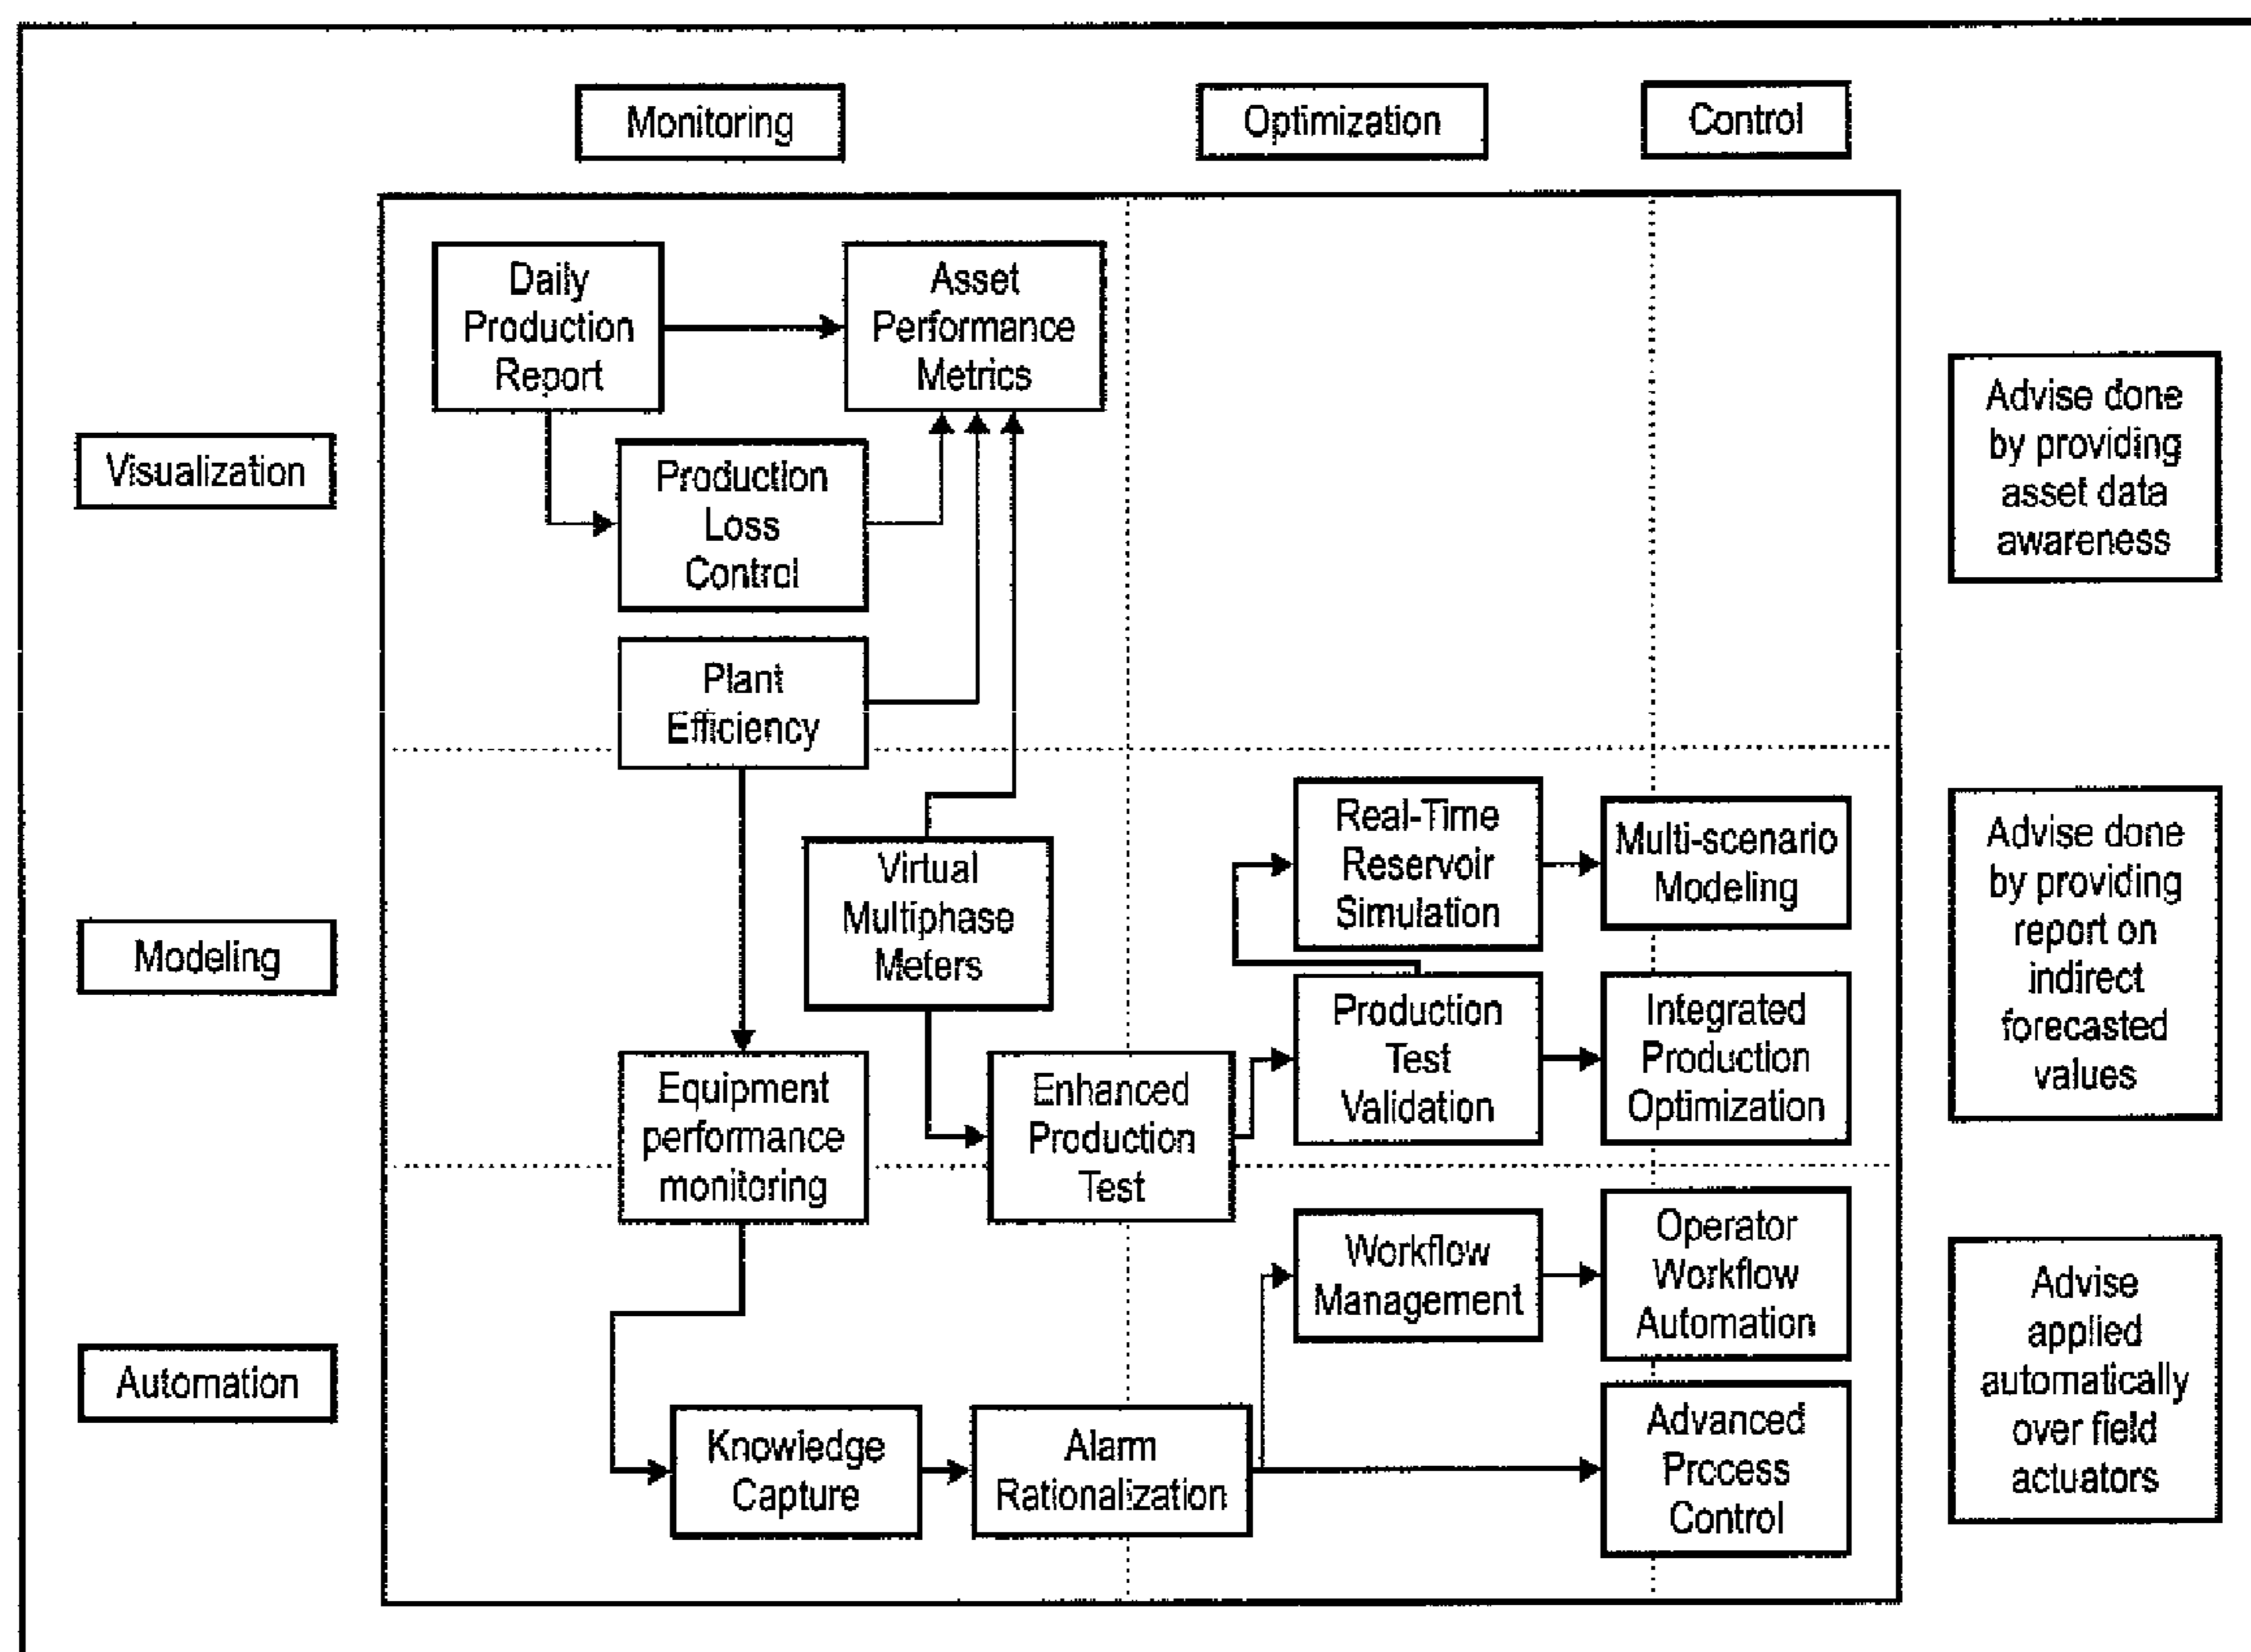 Monitoring
Optimization
Control
Daily
Production
Report
Asset
Performance
Metrics
Visualization
Production
Loss
Control
Advise done
by providing
asset data
awareness
Plant
Efficiency
Real-Time
Reservoir
Simulation
Multi-scenario
Modeling
Advise done
by providing
report on
indirect
forecasted
values
Modeling
Virtual
Multiphase
Meters
Production
Test
Validation
Integrated
Production
Optimization
Equipment
performance
monitoring
Enhanced
Production
Test
Workflow
Management
Operator
Workflow
Automation
Advise
applied
automatically
over field
actuators
Automation
Knowledge
Capture
Alarm
Rationalization
Advanced
Process
Control